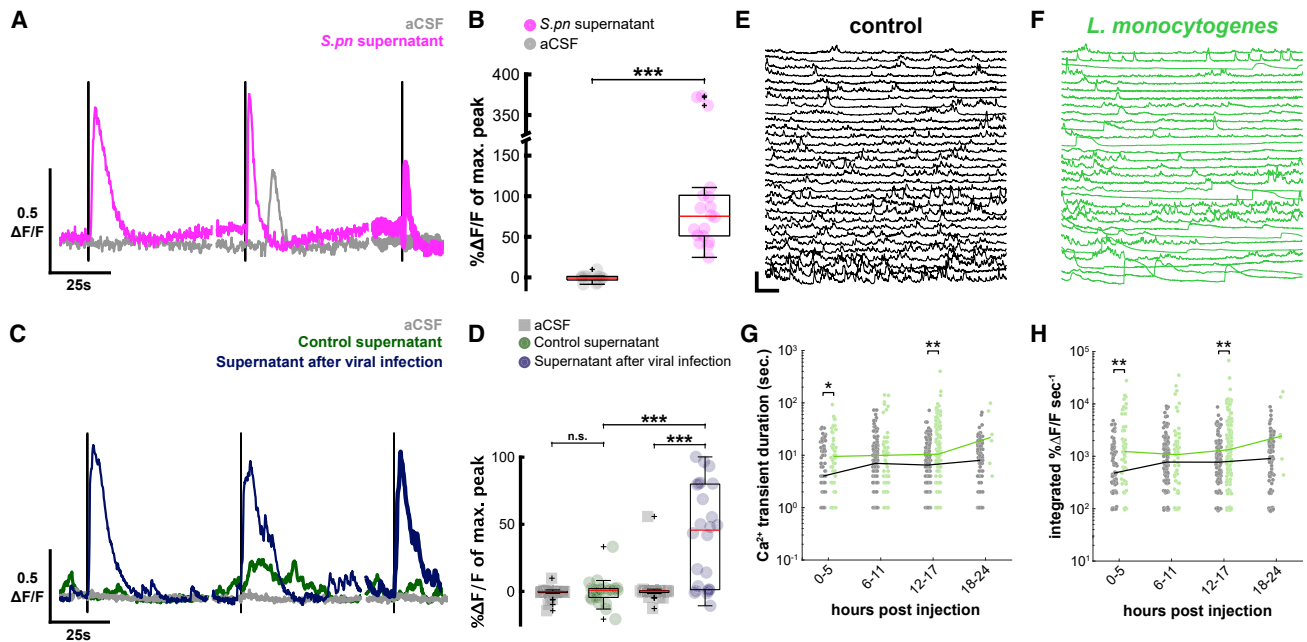 A
aCSF
S.pn supernatant
0.5
ΔF/F
25s
B
S.pn supernatant
aCSF
%ΔF/F of max. peak
400
350
150
100
50
0
***
E
control
F
L. monocytogenes
C
aCSF
Control supernatant
Supernatant after viral infection
0.5
ΔF/F
25s
D
aCSF
Control supernatant
Supernatant after viral infection
%ΔF/F of max. peak
100
50
0
n.s.
***
***
G
Ca²⁺ transient duration (sec.)
10³
10²
10¹
10⁰
10⁻¹
*
**
0-5
6-11
12-17
18-24
hours post injection
H
integrated %ΔF/F sec⁻¹
10⁵
10⁴
10³
10²
10¹
**
**
0-5
6-11
12-17
18-24
hours post injection